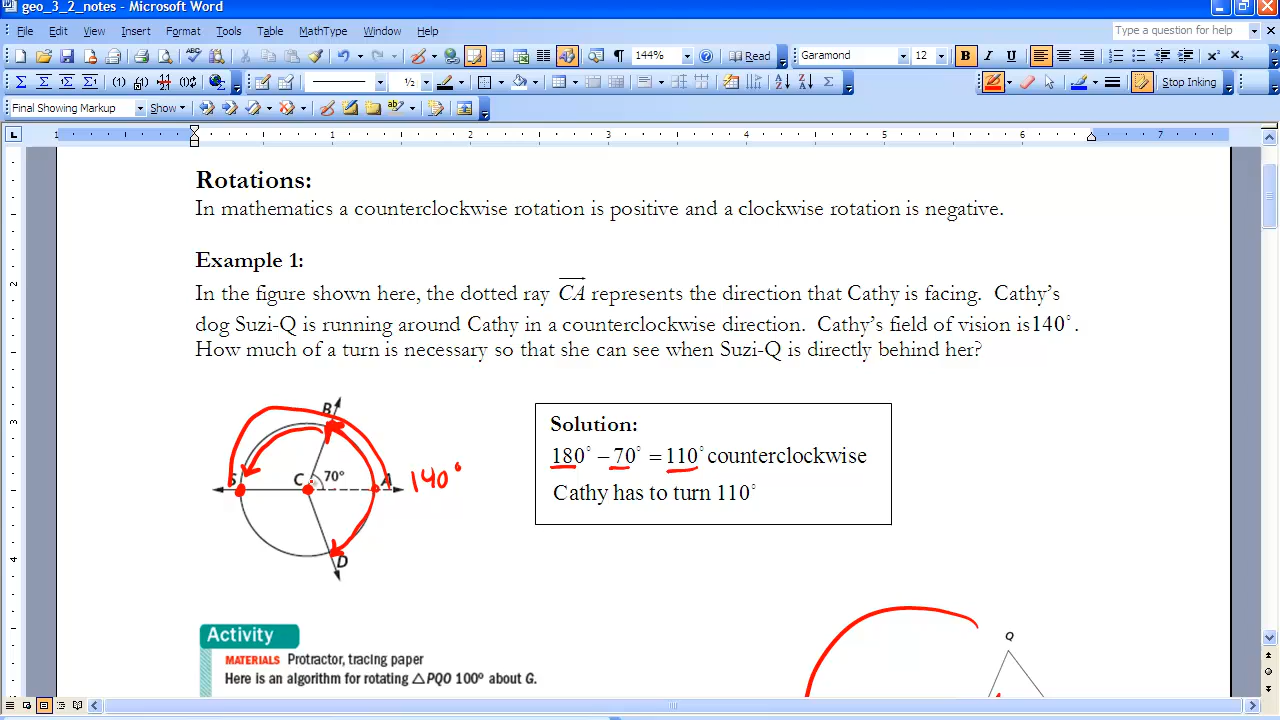 geo_3_2_notes
File Edit View Insert Format Tools Table MathType Window Help
Type a question for help
144% Read Garamond 12 B I U
Stop Inking
Final Showing Markup Show
Rotations:
In mathematics a counterclockwise rotation is positive and a clockwise rotation is negative.
Example 1:
In the figure shown here, the dotted ray CA represents the direction that Cathy is facing. Cathy's
dog Suzi-Q is running around Cathy in a counterclockwise direction. Cathy's field of vision is 140°.
How much of a turn is necessary so that she can see when Suzi-Q is directly behind her?
B
S C 70° A 140°
D
Solution:
180° − 70° = 110° counterclockwise
Cathy has to turn 110°
Activity
MATERIALS Protractor, tracing paper
Here is an algorithm for rotating △PQO 100° about G.
Q